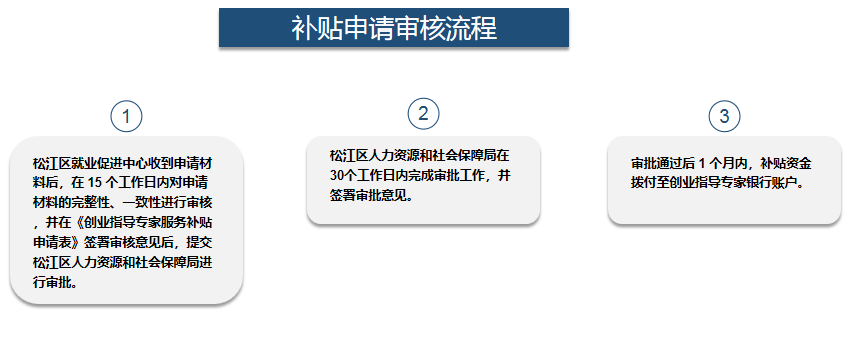 补贴申请审核流程
1
松江区就业促进中心收到申请材
料后，在 15 个工作日内对申请
材料的完整性、一致性进行审核
，并在《创业指导专家服务补贴
申请表》签署审核意见后，提交
松江区人力资源和社会保障局进
行审批。
2
松江区人力资源和社会保障局在
30个工作日内完成审批工作，并
签署审批意见。
3
审批通过后 1 个月内，补贴资金
拨付至创业指导专家银行账户。